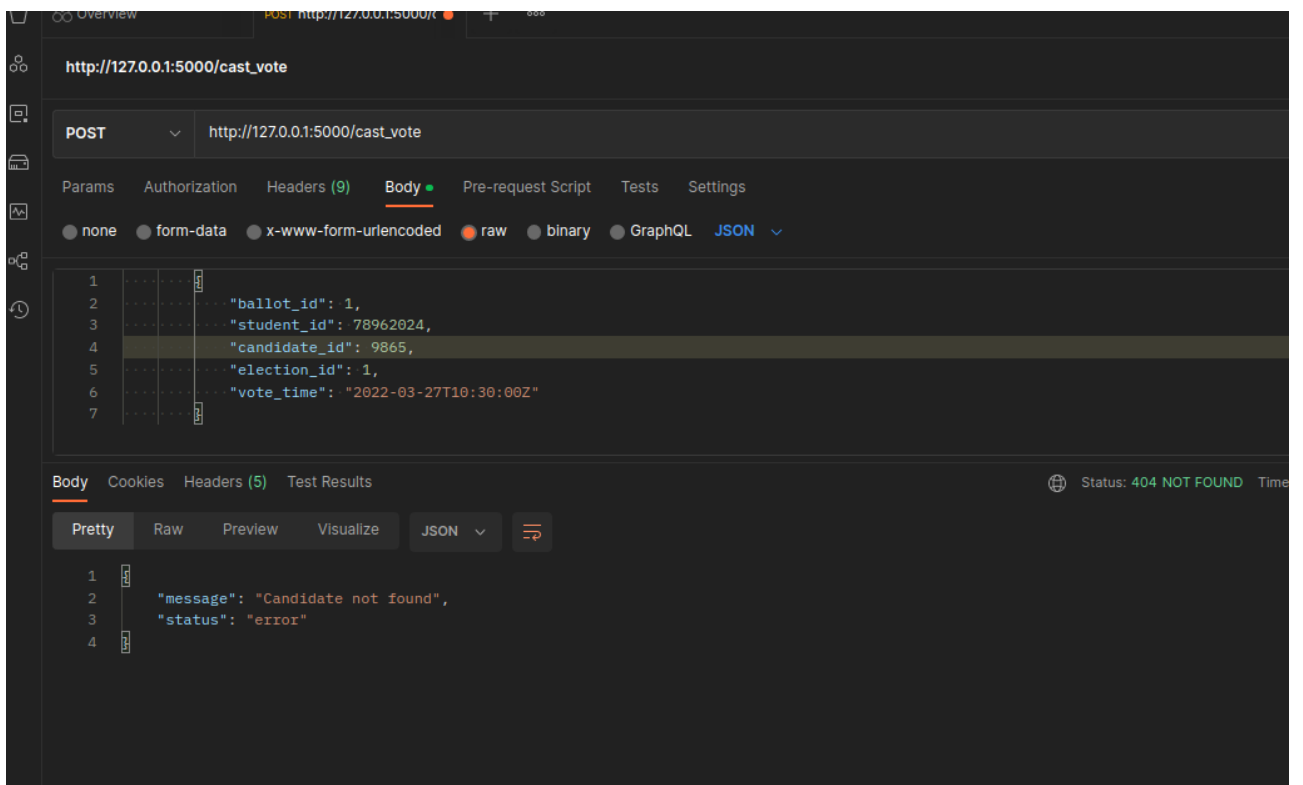 Overview
POST http://127.0.0.1:5000/c
http://127.0.0.1:5000/cast_vote
POST http://127.0.0.1:5000/cast_vote
Params Authorization Headers (9) Body Pre-request Script Tests Settings
none form-data x-www-form-urlencoded raw binary GraphQL JSON
1 {
2 "ballot_id": 1,
3 "student_id": 78962024,
4 "candidate_id": 9865,
5 "election_id": 1,
6 "vote_time": "2022-03-27T10:30:00Z"
7 }
Body Cookies Headers (5) Test Results Status: 404 NOT FOUND Time
Pretty Raw Preview Visualize JSON
1 {
2 "message": "Candidate not found",
3 "status": "error"
4 }